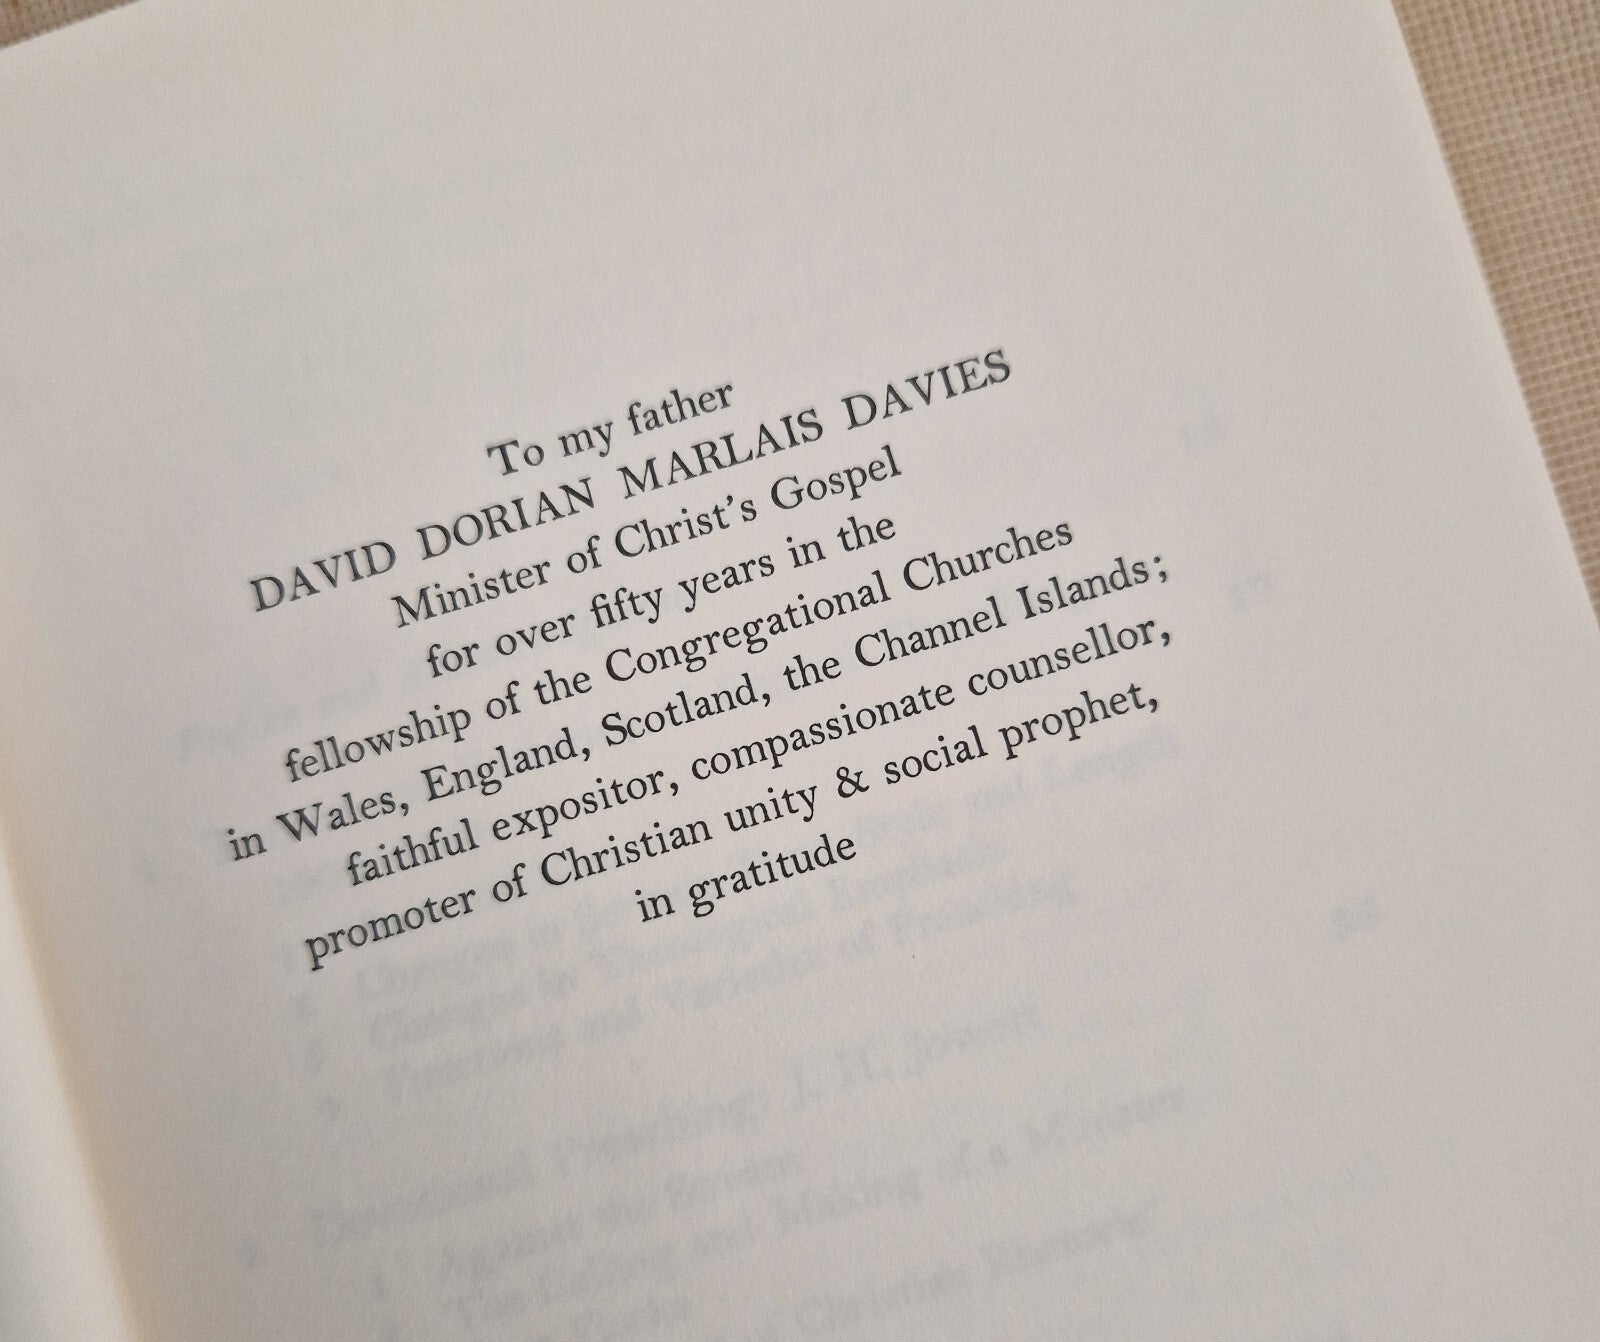 To my father
DAVID DORIAN MARLAIS DAVIES
Minister of Christ's Gospel
for over fifty years in the
fellowship of the Congregational Churches
in Wales, England, Scotland, the Channel Islands;
faithful expositor, compassionate counsellor,
promoter of Christian unity & social prophet,
in gratitude